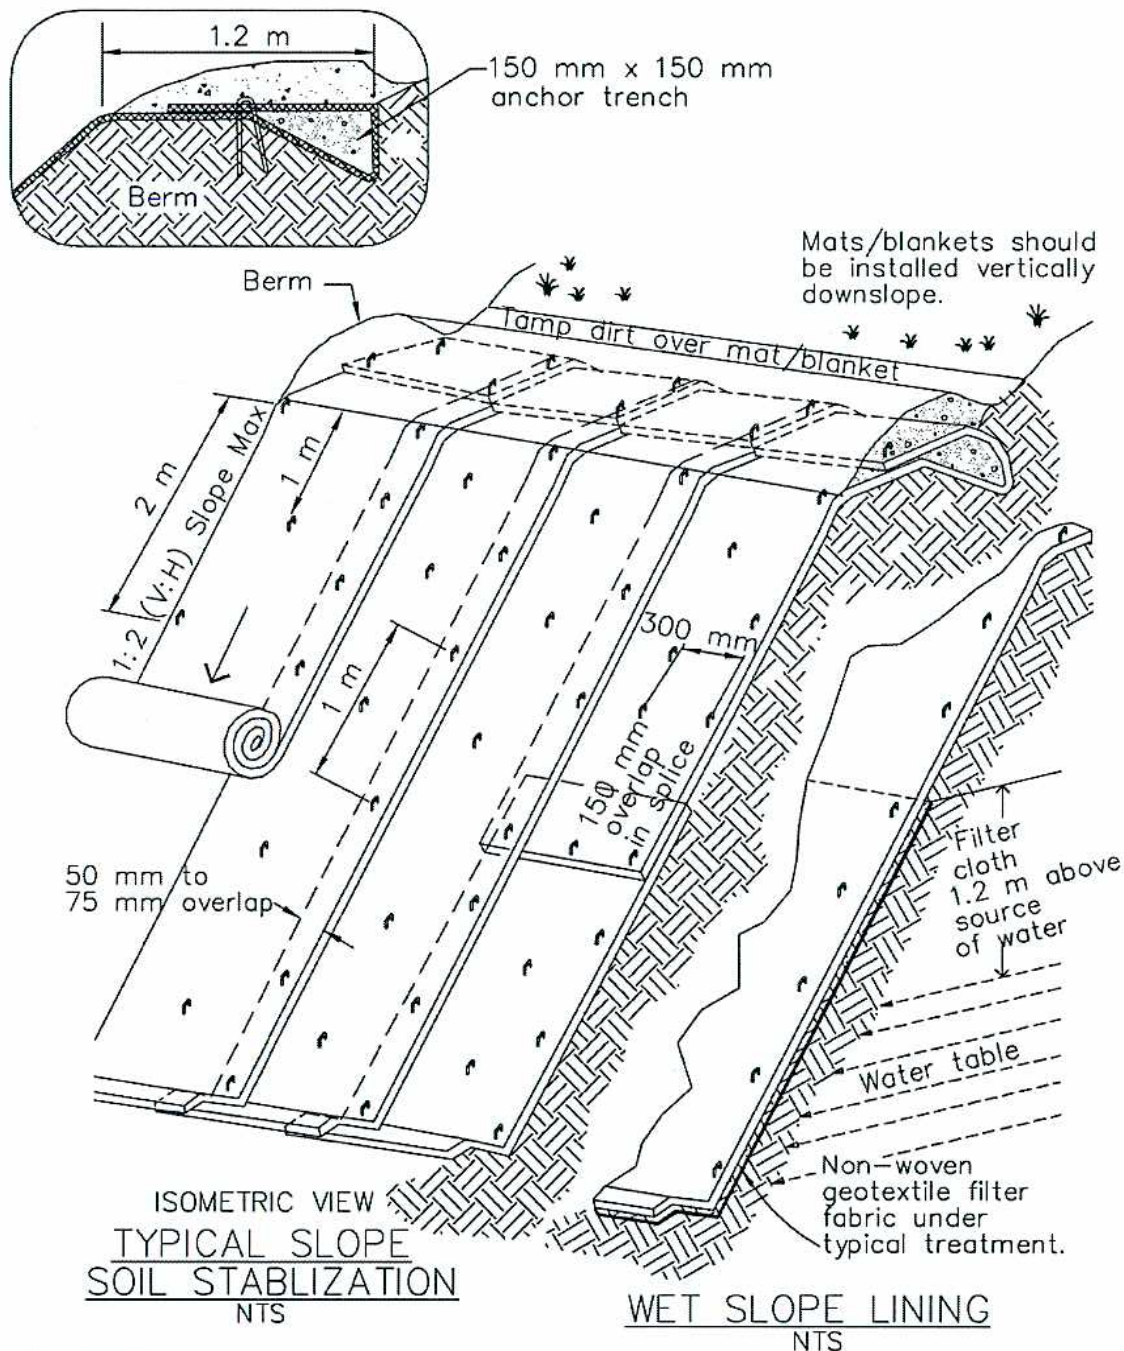 1.2 m
150 mm x 150 mm
anchor trench
Berm
Mats/blankets should
be installed vertically
downslope.
Berm
Tamp dirt over mat/blanket
2 m
1:2 (V:H) Slope Max
1 m
300 mm
1 m
150 mm
overlap
in splice
50 mm to
75 mm overlap
Filter
cloth
1.2 m above
source
of water
Water table
Non-woven
geotextile filter
fabric under
typical treatment.
ISOMETRIC VIEW
TYPICAL SLOPE
SOIL STABLIZATION
NTS
WET SLOPE LINING
NTS